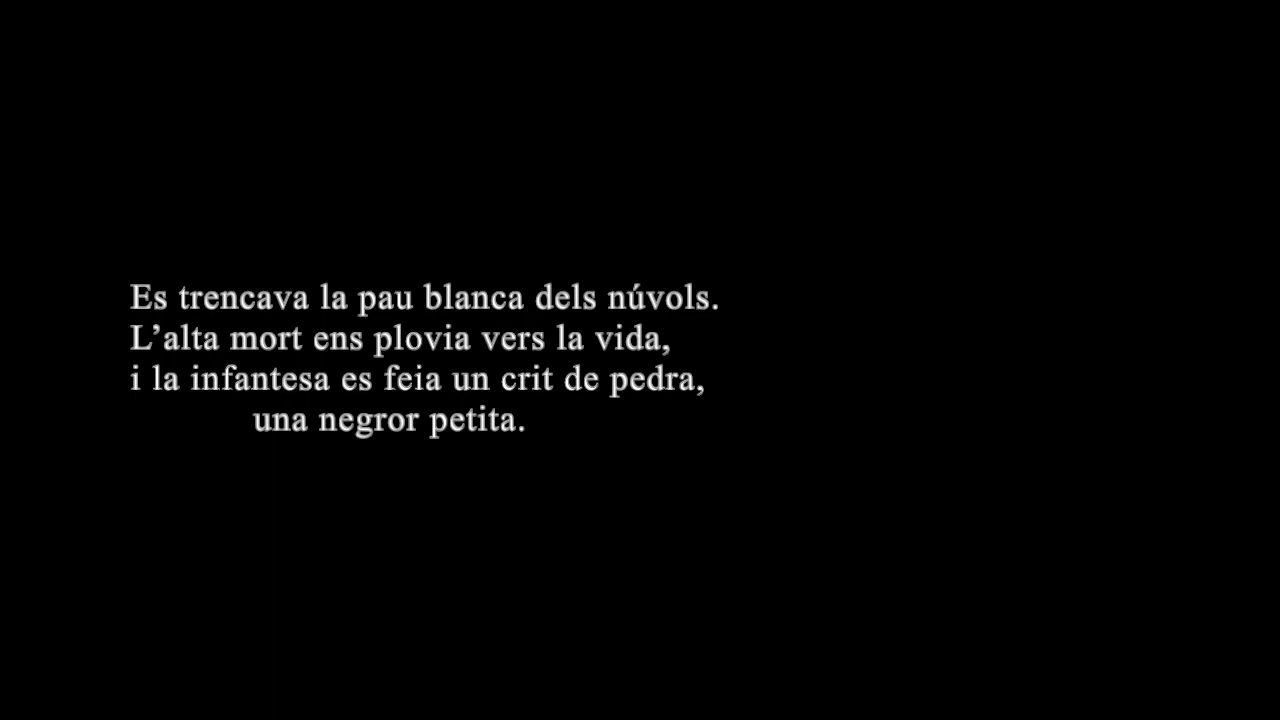 Es trencava la pau blanca dels núvols.
L’alta mort ens plovia vers la vida,
i la infantesa es feia un crit de pedra,
una negror petita.